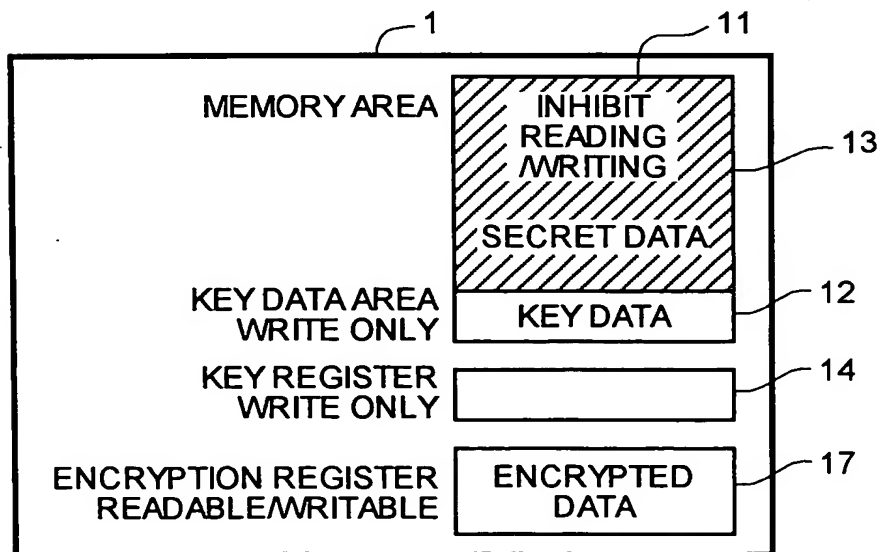 1
11
MEMORY AREA
INHIBIT
READING
/WRITING
13
SECRET DATA
KEY DATA AREA
WRITE ONLY
KEY DATA
12
KEY REGISTER
WRITE ONLY
14
ENCRYPTION REGISTER
READABLE/WRITABLE
ENCRYPTED
DATA
17